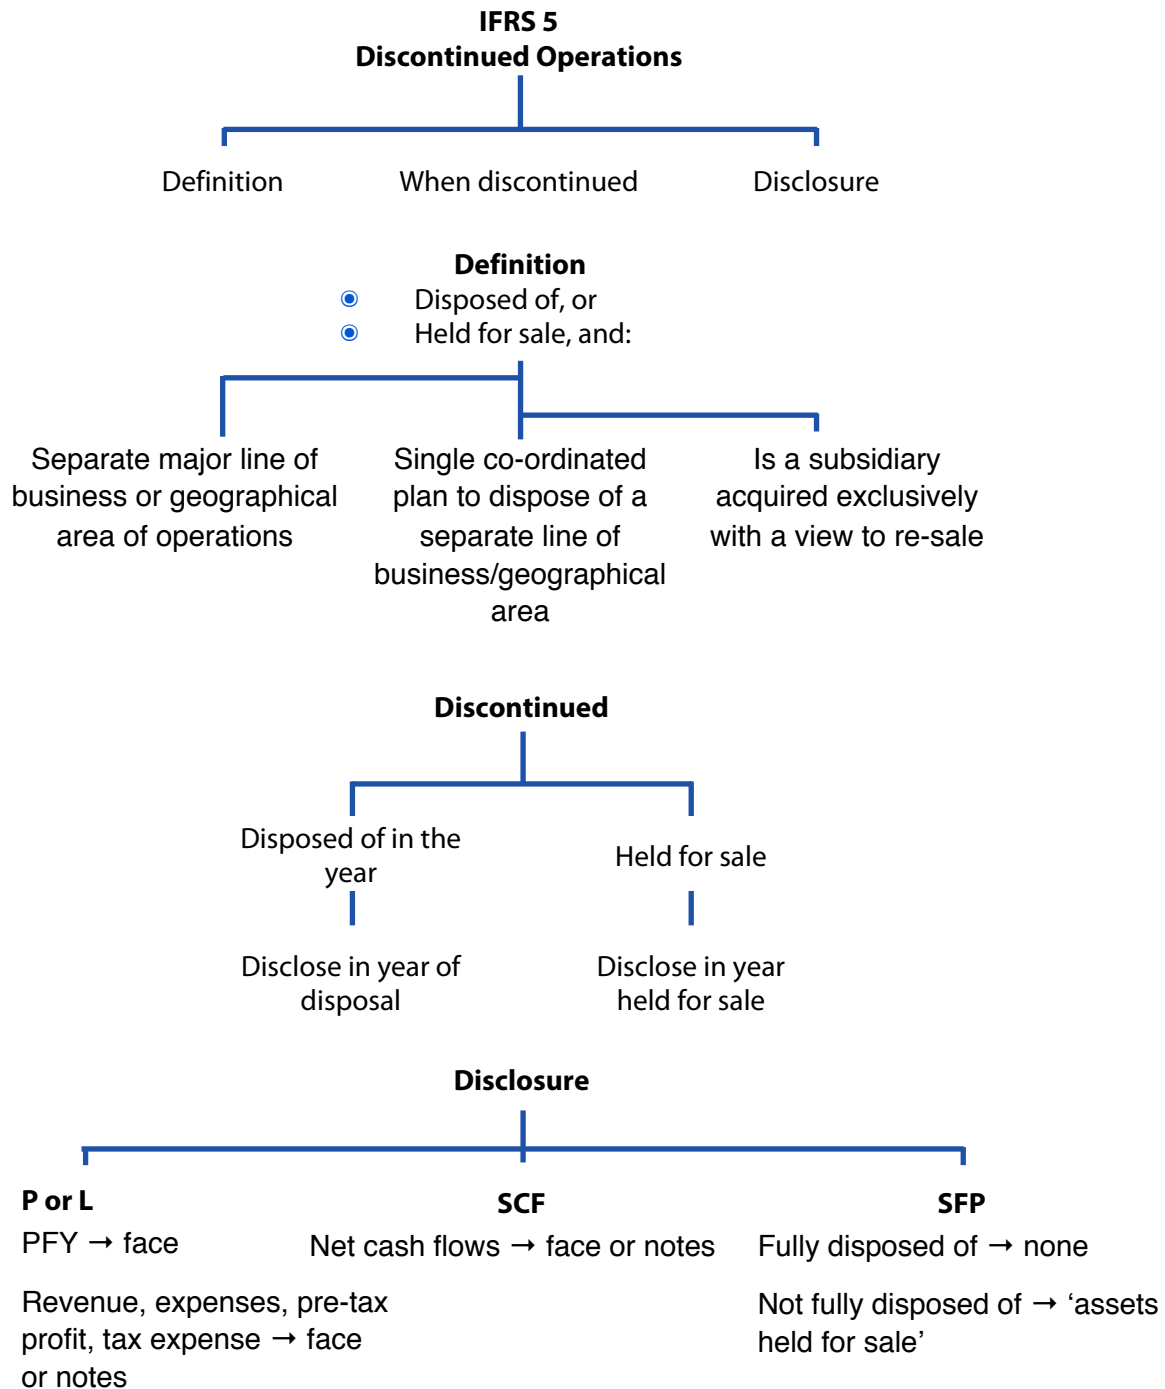 IFRS 5
Discontinued Operations
Definition
When discontinued
Disclosure
Definition
Disposed of, or
Held for sale, and:
Separate major line of
business or geographical
area of operations
Single co-ordinated
plan to dispose of a
separate line of
business/geographical
area
Is a subsidiary
acquired exclusively
with a view to re-sale
Discontinued
Disposed of in the
year
Held for sale
Disclose in year of
disposal
Disclose in year
held for sale
Disclosure
P or L
PFY → face
Revenue, expenses, pre-tax
profit, tax expense → face
or notes
SCF
Net cash flows → face or notes
SFP
Fully disposed of → none
Not fully disposed of → ‘assets
held for sale’